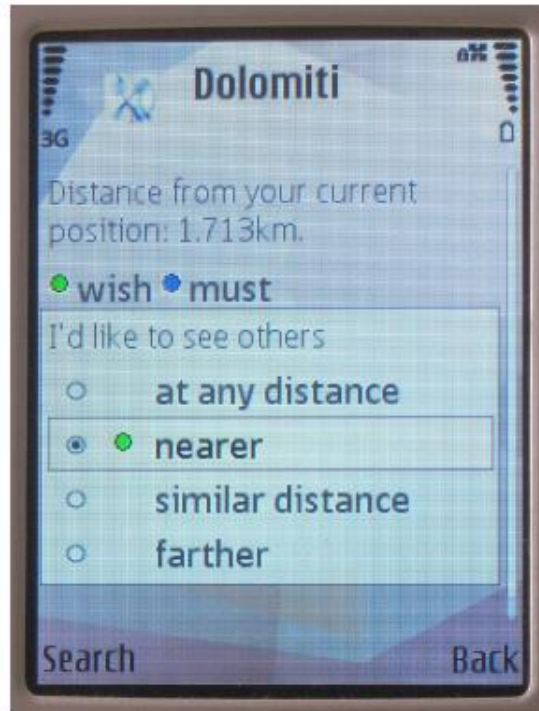 Dolomiti
3G
Distance from your current
position: 1.713km.
wish must
I'd like to see others
at any distance
nearer
similar distance
farther
Search Back